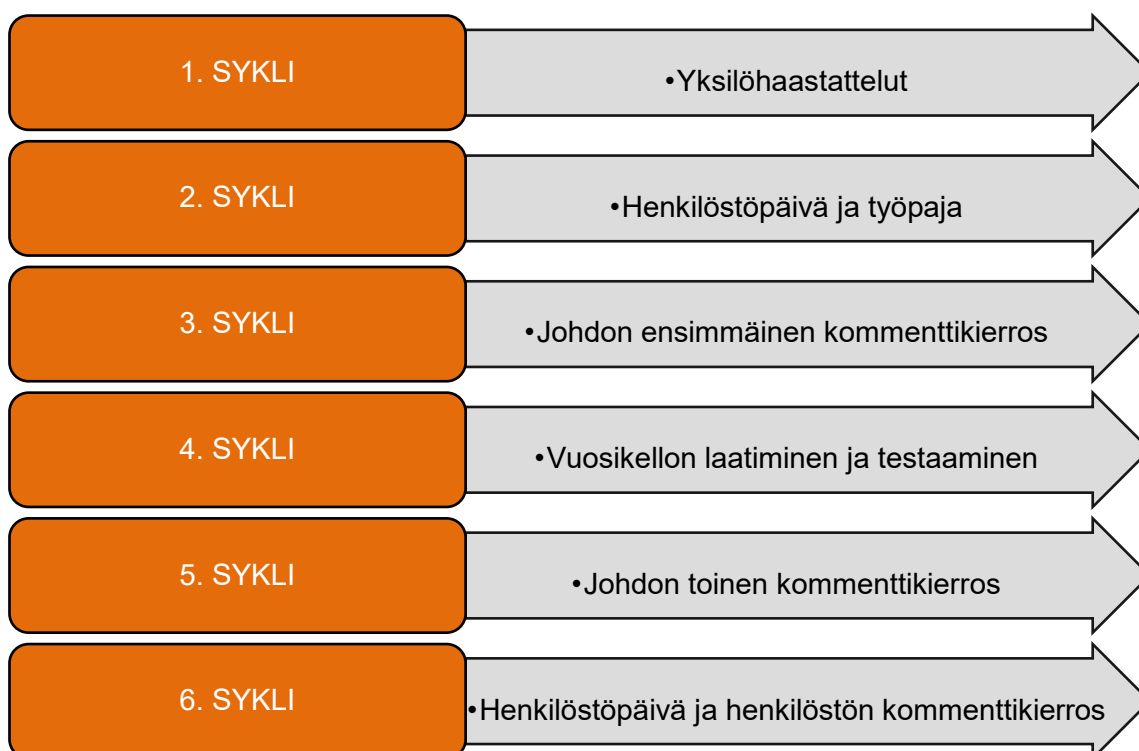 1. SYKLI
•Yksilöhaastattelut
2. SYKLI
•Henkilöstöpäivä ja työpaja
3. SYKLI
•Johdon ensimmäinen kommenttikierros
4. SYKLI
•Vuosikellon laatiminen ja testaaminen
5. SYKLI
•Johdon toinen kommenttikierros
6. SYKLI
•Henkilöstöpäivä ja henkilöstön kommenttikierros